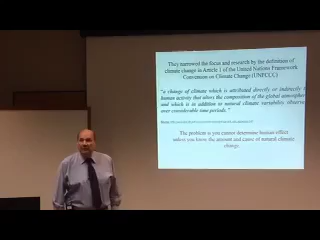 They narrowed the focus and research by the definition of
climate change in Article 1 of the United Nations Framework
Convention on Climate Change (UNFCCC)
"a change of climate which is attributed directly or indirectly t
human activity that alters the composition of the global atmospher
and which is in addition to natural climate variability observe
over considerable time periods."
The problem is you cannot determine human effect
unless you know the amount and cause of natural climate
change.